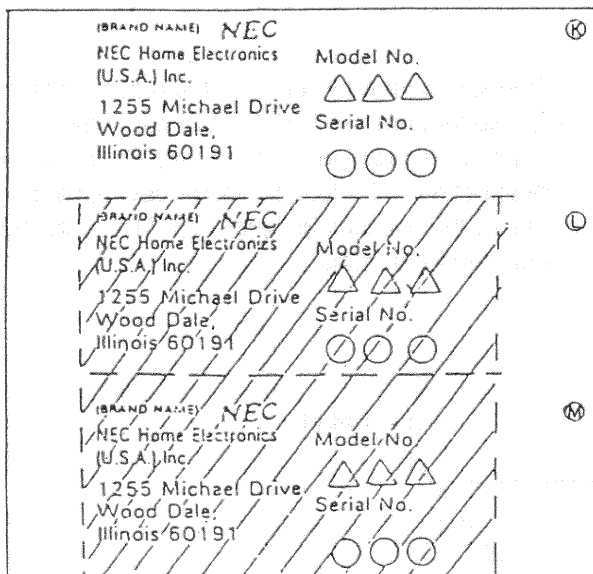 (BRAND NAME) NEC
NEC Home Electronics
(U.S.A.) Inc.
1255 Michael Drive
Wood Dale,
Illinois 60191
Model No.
Serial No.
K
(BRAND NAME) NEC
NEC Home Electronics
(U.S.A.) Inc.
1255 Michael Drive
Wood Dale,
Illinois 60191
Model No.
Serial No.
L
(BRAND NAME) NEC
NEC Home Electronics
(U.S.A.) Inc.
1255 Michael Drive
Wood Dale,
Illinois 60191
Model No.
Serial No.
M